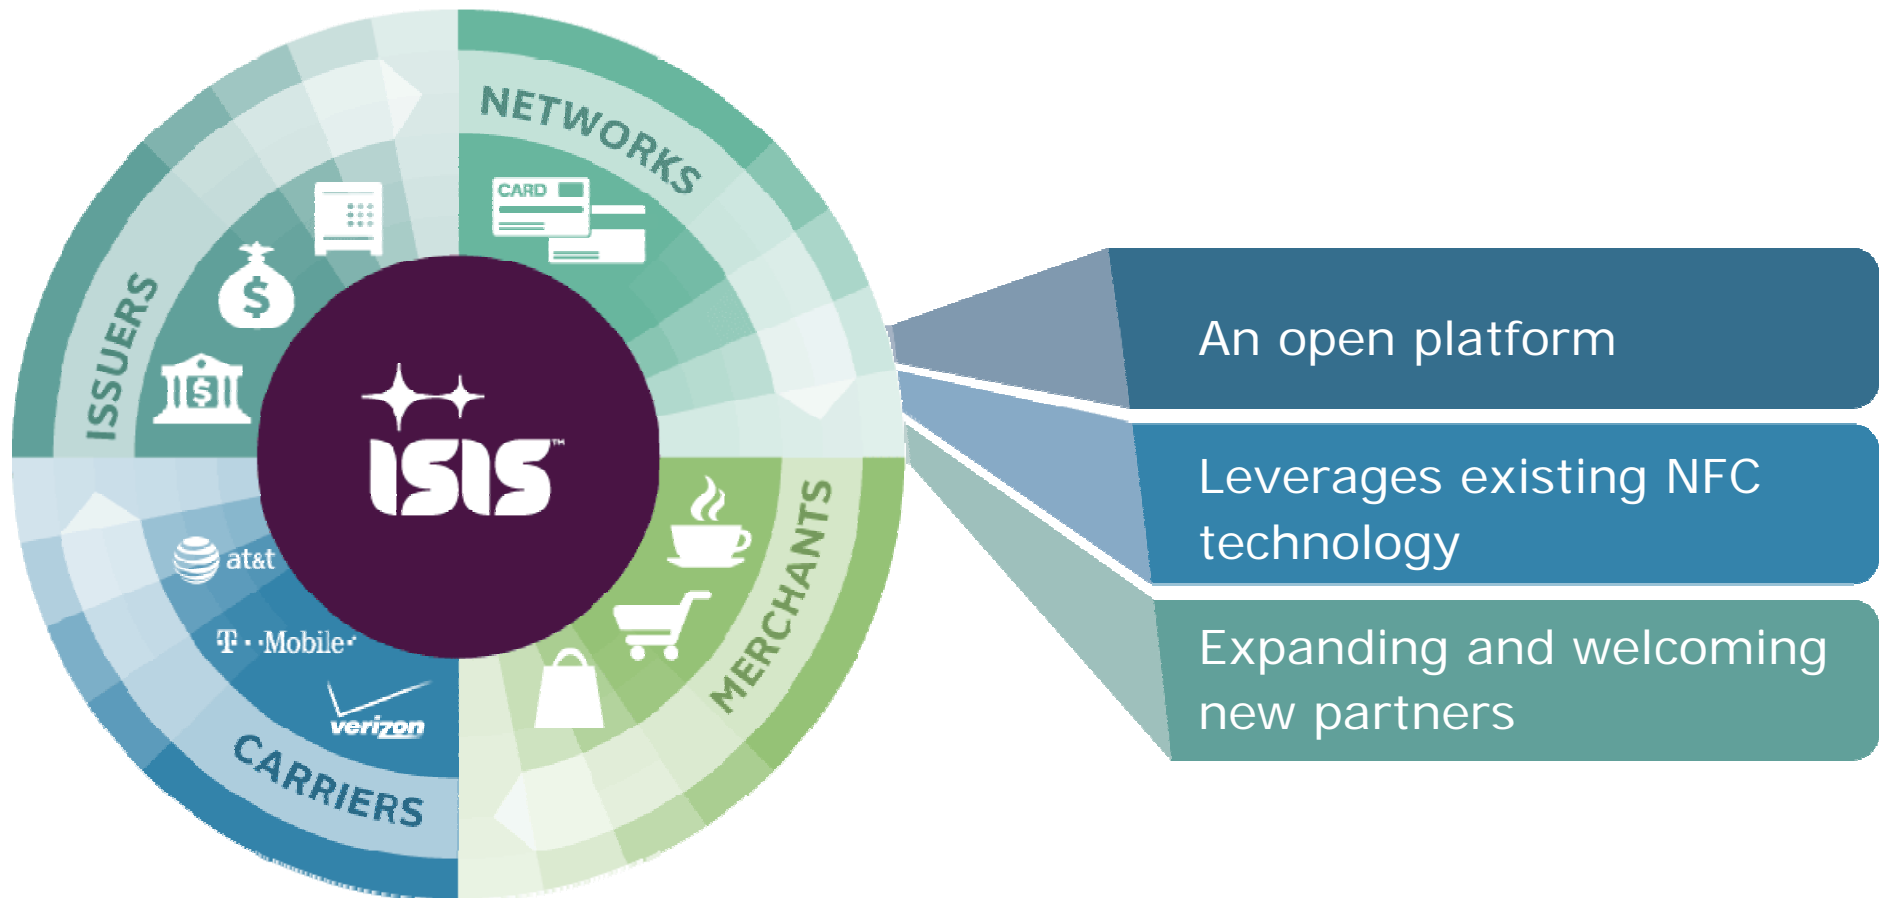 NETWORKS
CARD
ISSUERS
$
$
ISIS™
at&t
T··Mobile·
verizon
CARRIERS
MERCHANTS
An open platform
Leverages existing NFC
technology
Expanding and welcoming
new partners